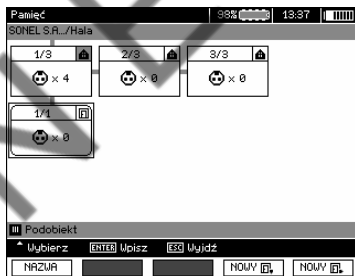 Pamięć 98% 13:37
SONEL S.A../Hala
1/3 2/3 3/3
× 4 × 0 × 0
1/1
× 0
Podobiekt
Wybierz ENTER Wpisz ESC Wyjdź
NAZWA NOWY NOWY